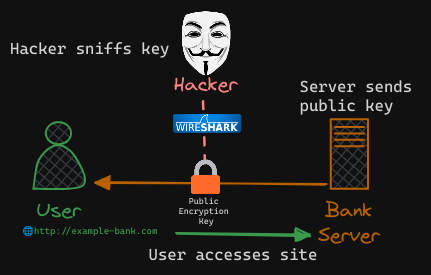 Hacker sniffs key
Hacker
Server sends
public key
WIRESHARK
Public
Encryption
Key
User
Bank
Server
http://example-bank.com
User accesses site